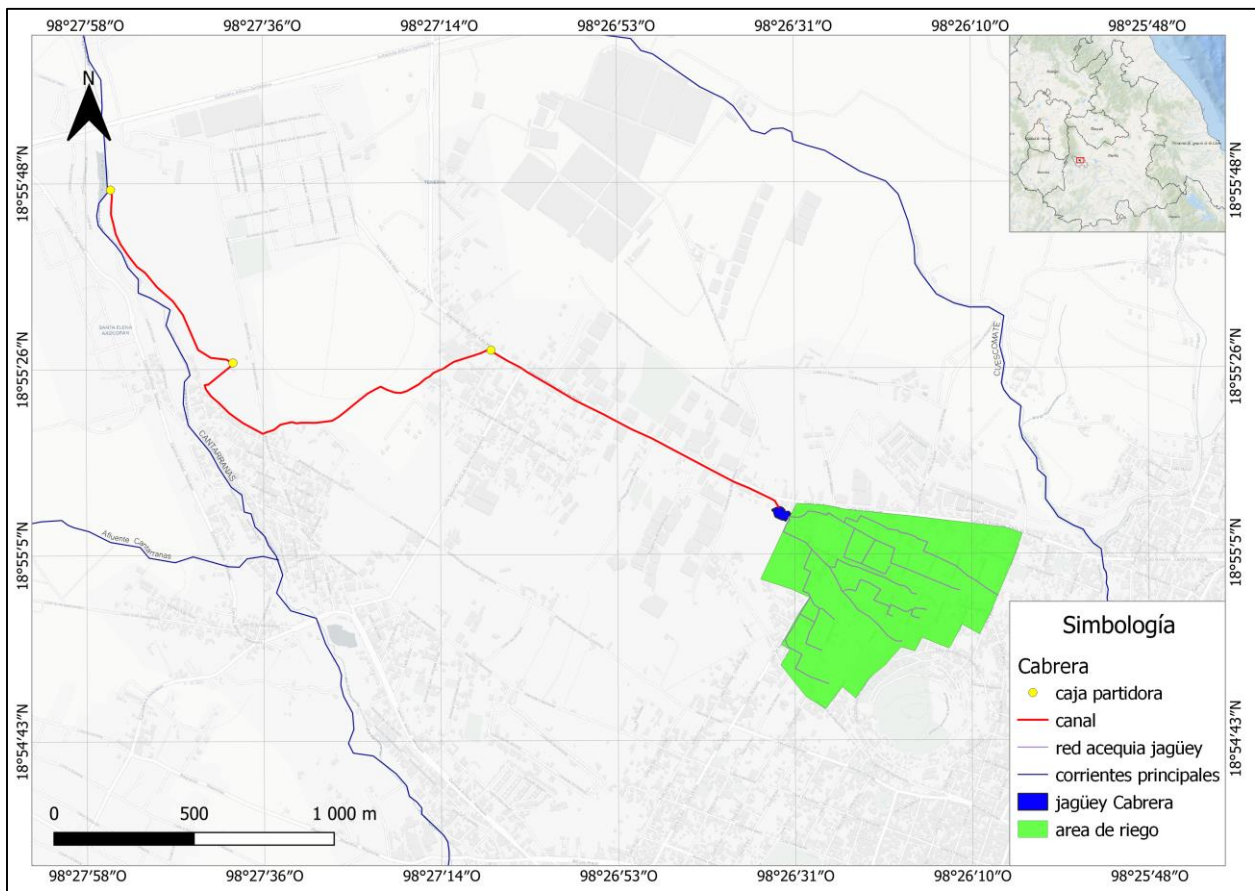 98°27′58″O 98°27′36″O 98°27′14″O 98°26′53″O 98°26′31″O 98°26′10″O 98°25′48″O
N
18°55′48″N
18°55′48″N
SANTA ELENA
CUESCOMATE
18°55′26″N
18°55′26″N
CANTARRANAS
Afluente Cantarranas
18°55′5″N
18°55′5″N
18°54′43″N
18°54′43″N
Simbología
Cabrera
caja partidora
canal
red acequia jagüey
corrientes principales
jagüey Cabrera
area de riego
0 500 1 000 m
98°27′58″O 98°27′36″O 98°27′14″O 98°26′53″O 98°26′31″O 98°26′10″O 98°25′48″O